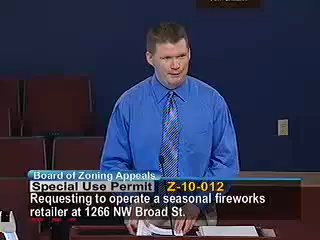 Board of Zoning Appeals
Special Use Permit Z-10-012
Requesting to operate a seasonal fireworks
retailer at 1266 NW Broad St.